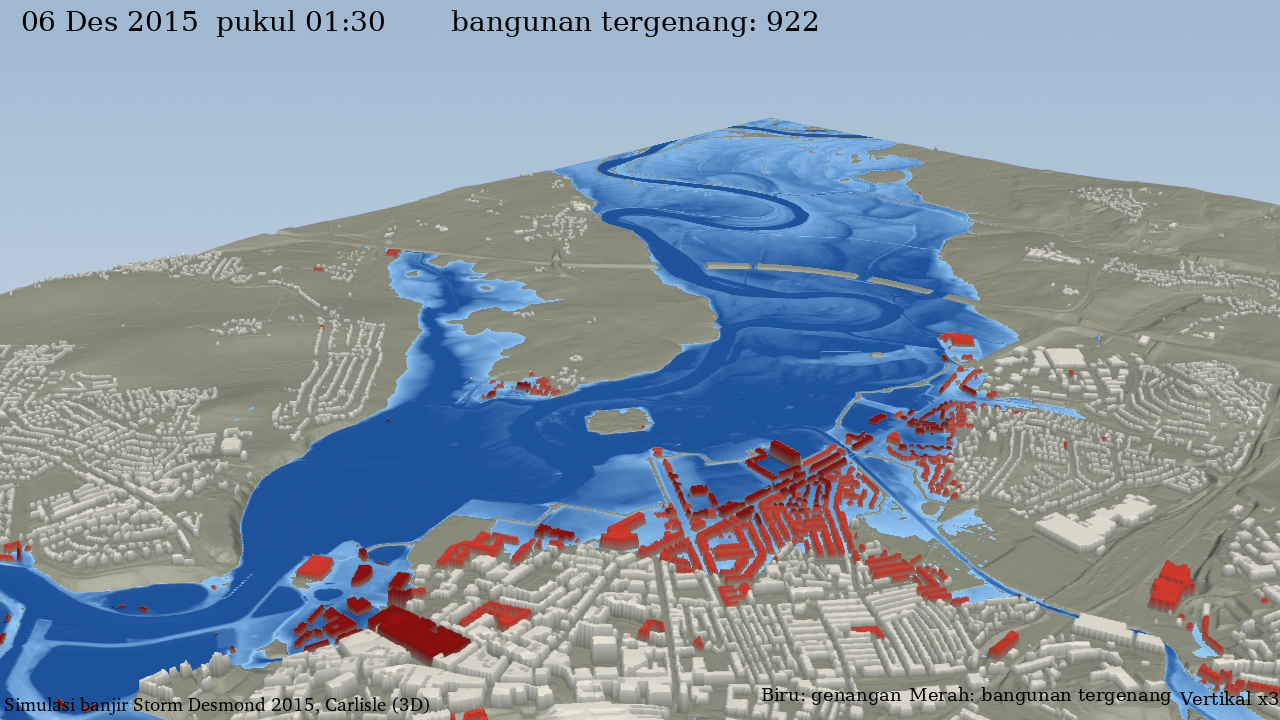 06 Des 2015  pukul 01:30 bangunan tergenang: 922
Simulasi banjir Storm Desmond 2015, Carlisle (3D)
Biru: genangan Merah: bangunan tergenang
Vertikal x3